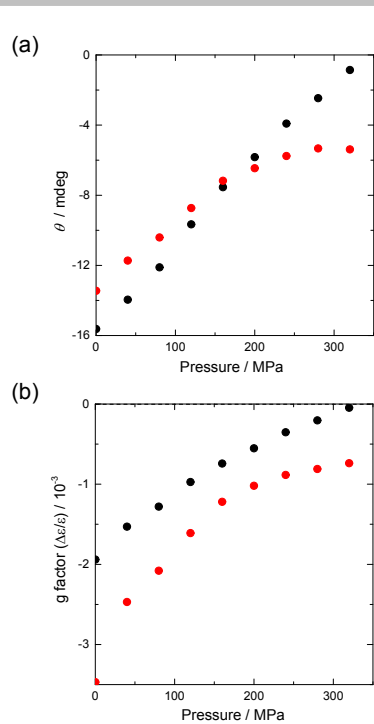 (a)
0
-4
-8
-12
-16
θ / mdeg
0 100 200 300
Pressure / MPa
(b)
0
-1
-2
-3
g factor (Δε/ε) / 10⁻³
0 100 200 300
Pressure / MPa